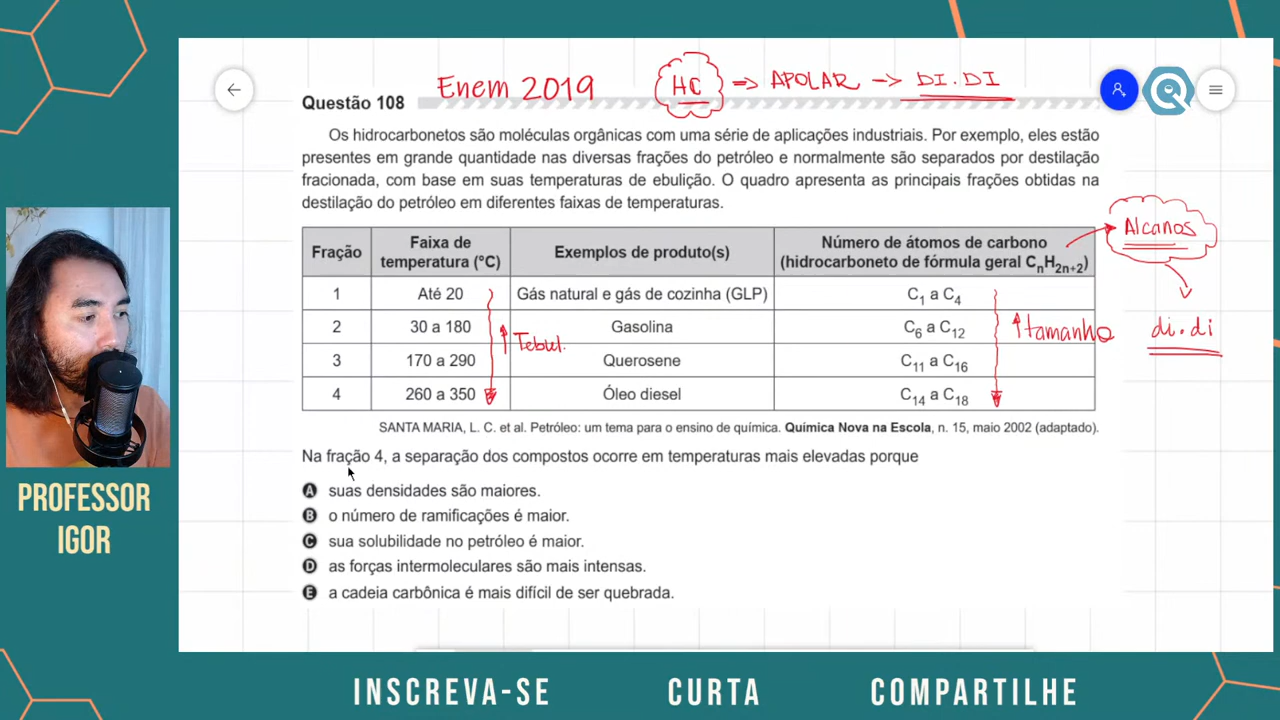 Enem 2019
HC => APOLAR -> DI.DI
Questão 108
Os hidrocarbonetos são moléculas orgânicas com uma série de aplicações industriais. Por exemplo, eles estão
presentes em grande quantidade nas diversas frações do petróleo e normalmente são separados por destilação
fracionada, com base em suas temperaturas de ebulição. O quadro apresenta as principais frações obtidas na
destilação do petróleo em diferentes faixas de temperaturas.
Fração | Faixa de temperatura (°C) | Exemplos de produto(s) | Número de átomos de carbono (hidrocarboneto de fórmula geral CnH2n+2)
Alcanos
1 | Até 20 | Gás natural e gás de cozinha (GLP) | C1 a C4
2 | 30 a 180 | Gasolina | C6 a C12
↑ Tebul.
↑ tamanho
di.di
3 | 170 a 290 | Querosene | C11 a C16
4 | 260 a 350 | Óleo diesel | C14 a C18
SANTA MARIA, L. C. et al. Petróleo: um tema para o ensino de química. Química Nova na Escola, n. 15, maio 2002 (adaptado).
Na fração 4, a separação dos compostos ocorre em temperaturas mais elevadas porque
A suas densidades são maiores.
B o número de ramificações é maior.
C sua solubilidade no petróleo é maior.
D as forças intermoleculares são mais intensas.
E a cadeia carbônica é mais difícil de ser quebrada.
PROFESSOR
IGOR
INSCREVA-SE CURTA COMPARTILHE